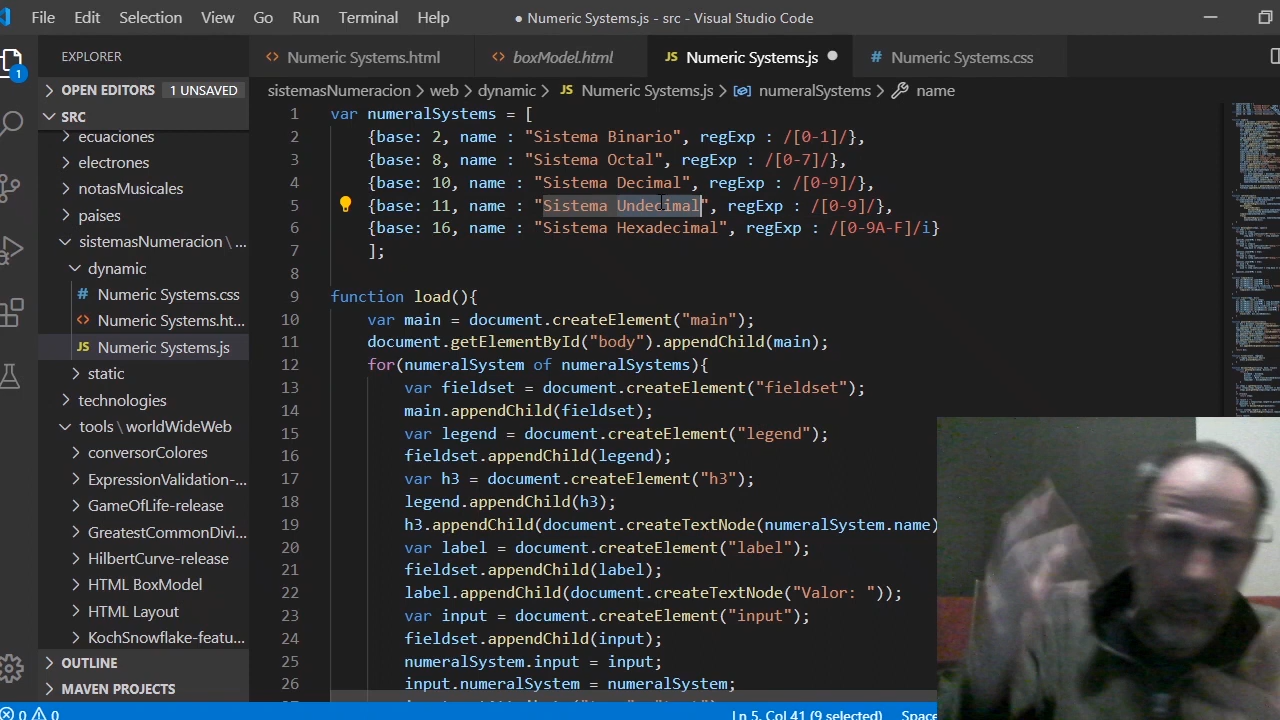 File Edit Selection View Go Run Terminal Help ● Numeric Systems.js - src - Visual Studio Code
EXPLORER
Numeric Systems.html boxModel.html JS Numeric Systems.js ● # Numeric Systems.css
1
OPEN EDITORS 1 UNSAVED
sistemasNumeracion > web > dynamic > JS Numeric Systems.js > numeralSystems > name
SRC
ecuaciones
electrones
notasMusicales
paises
sistemasNumeracion \ ...
dynamic
# Numeric Systems.css
Numeric Systems.ht...
JS Numeric Systems.js
static
technologies
tools \ worldWideWeb
conversorColores
ExpressionValidation-...
GameOfLife-release
GreatestCommonDivi...
HilbertCurve-release
HTML BoxModel
HTML Layout
KochSnowflake-featu...
OUTLINE
MAVEN PROJECTS
1 var numeralSystems = [
2 {base: 2, name : "Sistema Binario", regExp : /[0-1]/},
3 {base: 8, name : "Sistema Octal", regExp : /[0-7]/},
4 {base: 10, name : "Sistema Decimal", regExp : /[0-9]/},
5 {base: 11, name : "Sistema Undecimal", regExp : /[0-9]/},
6 {base: 16, name : "Sistema Hexadecimal", regExp : /[0-9A-F]/i}
7 ];
8
9 function load(){
10 var main = document.createElement("main");
11 document.getElementById("body").appendChild(main);
12 for(numeralSystem of numeralSystems){
13 var fieldset = document.createElement("fieldset");
14 main.appendChild(fieldset);
15 var legend = document.createElement("legend");
16 fieldset.appendChild(legend);
17 var h3 = document.createElement("h3");
18 legend.appendChild(h3);
19 h3.appendChild(document.createTextNode(numeralSystem.name)
20 var label = document.createElement("label");
21 fieldset.appendChild(label);
22 label.appendChild(document.createTextNode("Valor: "));
23 var input = document.createElement("input");
24 fieldset.appendChild(input);
25 numeralSystem.input = input;
26 input.numeralSystem = numeralSystem;
0 0 Ln 5, Col 41 (9 selected) Space